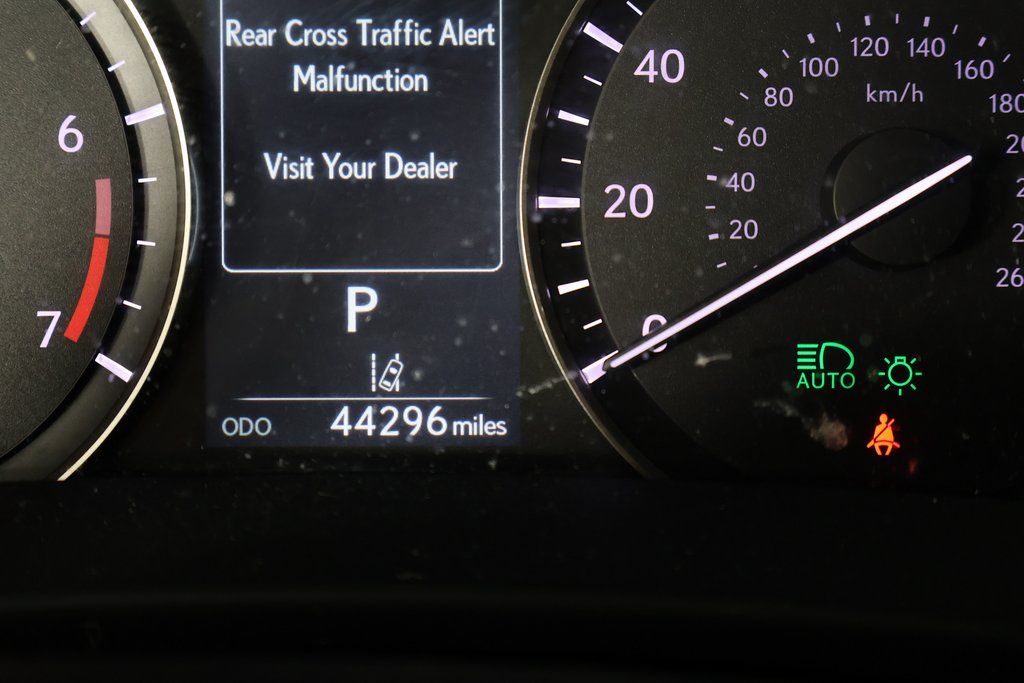 Rear Cross Traffic Alert
Malfunction
Visit Your Dealer
P
ODO 44296 miles
6
7
40
20
0
km/h
20
40
60
80
100
120
140
160
180
AUTO